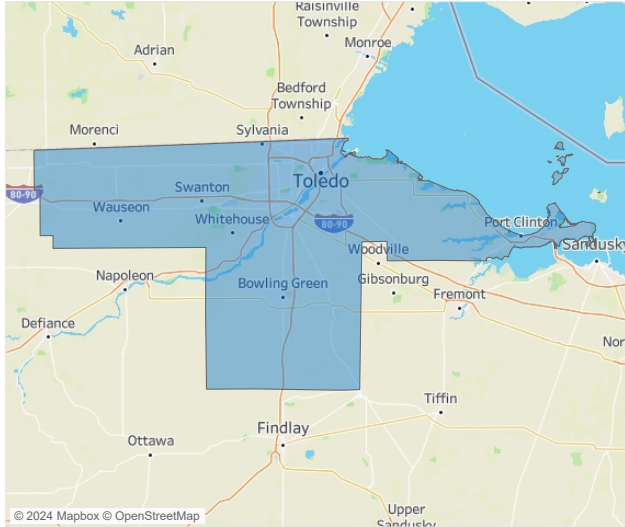 Raisinville
Township
Adrian
Monroe
Bedford
Township
Morenci
Sylvania
80-90
Swanton
Toledo
Wauseon
Whitehouse
80-90
Port Clinton
Woodville
Sandusky
Napoleon
Bowling Green
Gibsonburg
Fremont
Defiance
Nor
Tiffin
Findlay
Ottawa
Upper
Sandusky
© 2024 Mapbox © OpenStreetMap